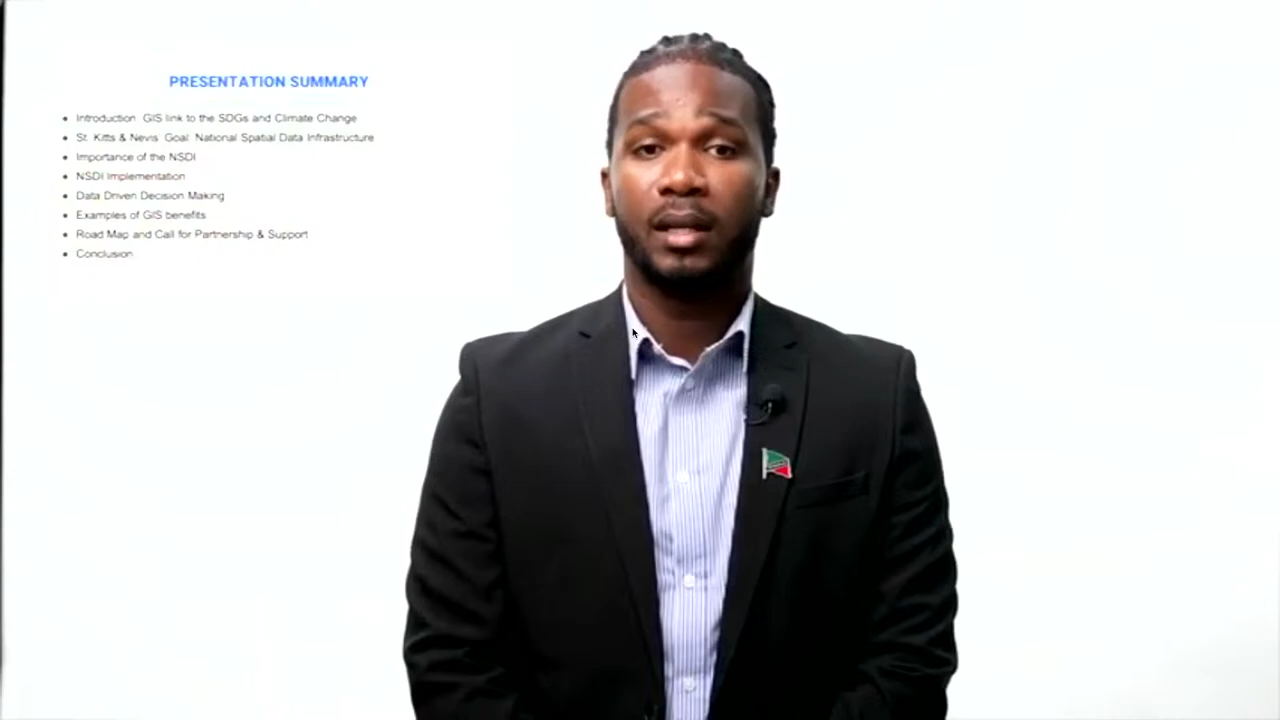 PRESENTATION SUMMARY
Introduction GIS link to the SDGs and Climate Change
St. Kitts & Nevis Goal: National Spatial Data Infrastructure
Importance of the NSDI
NSDI Implementation
Data Driven Decision Making
Examples of GIS benefits
Road Map and Call for Partnership & Support
Conclusion